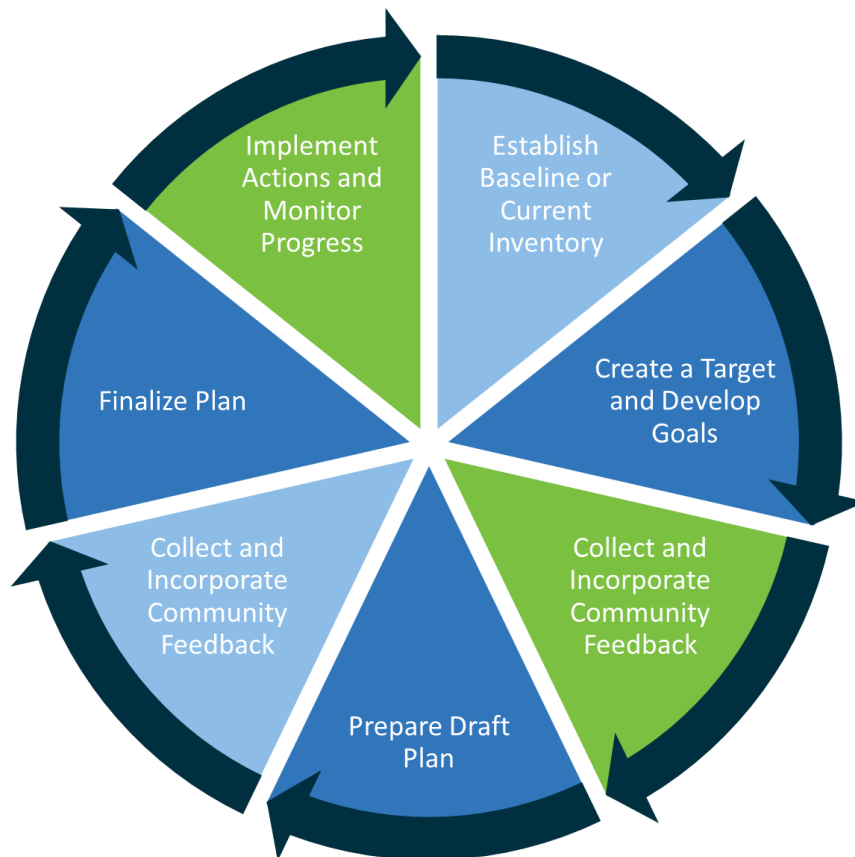 Establish
Baseline or
Current
Inventory
Create a Target
and Develop
Goals
Collect and
Incorporate
Community
Feedback
Prepare Draft
Plan
Collect and
Incorporate
Community
Feedback
Finalize Plan
Implement
Actions and
Monitor
Progress